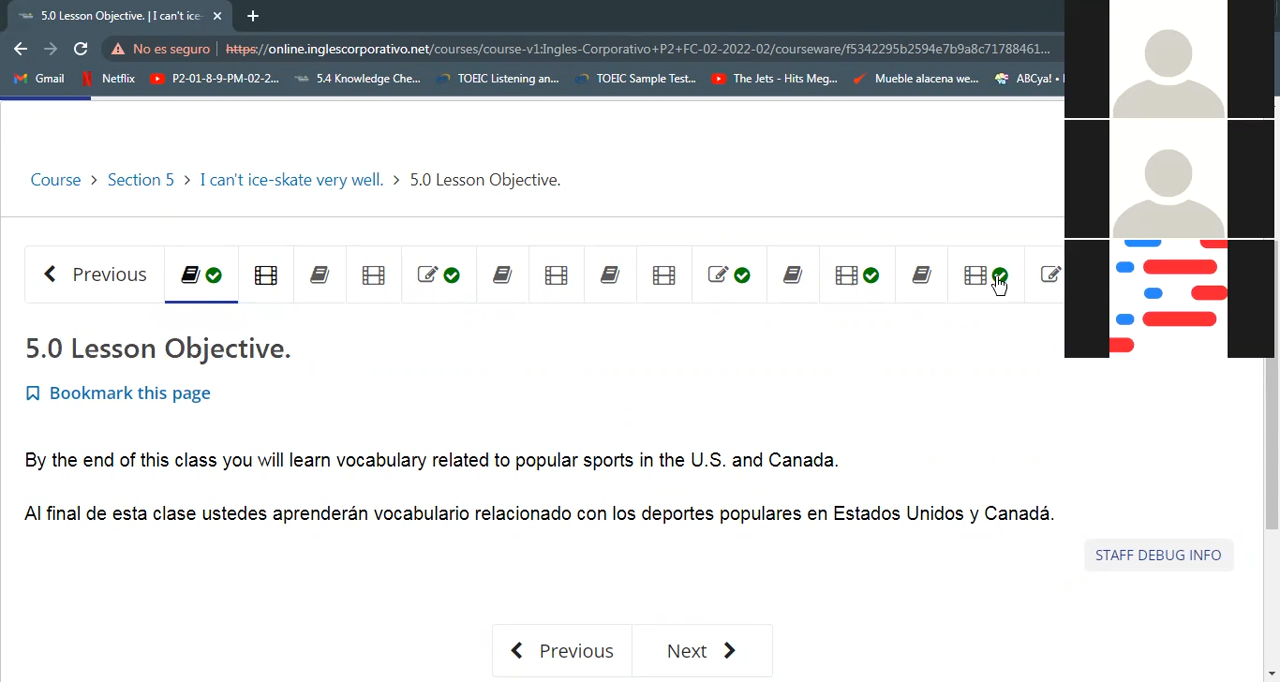 5.0 Lesson Objective. | I can't ice-
No es seguro | https://online.inglescorporativo.net/courses/course-v1:Ingles-Corporativo+P2+FC-02-2022-02/courseware/f5342295b2594e7b9a8c71788461...
Gmail Netflix P2-01-8-9-PM-02-2... 5.4 Knowledge Che... TOEIC Listening an... TOEIC Sample Test... The Jets - Hits Meg... Mueble alacena we... ABCya! •
Course > Section 5 > I can't ice-skate very well. > 5.0 Lesson Objective.
Previous
5.0 Lesson Objective.
Bookmark this page
By the end of this class you will learn vocabulary related to popular sports in the U.S. and Canada.
Al final de esta clase ustedes aprenderán vocabulario relacionado con los deportes populares en Estados Unidos y Canadá.
STAFF DEBUG INFO
Previous Next